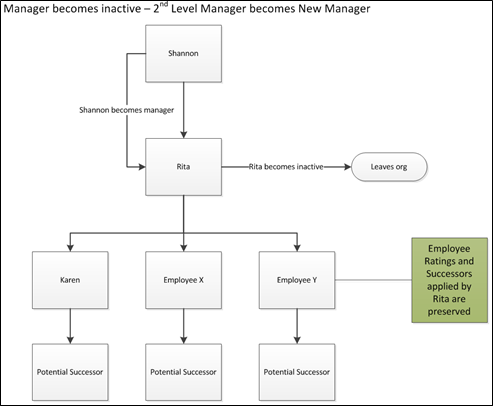 Manager becomes inactive – 2nd Level Manager becomes New Manager
Shannon
Shannon becomes manager
Rita
Rita becomes inactive
Leaves org
Karen
Employee X
Employee Y
Employee
Ratings and
Successors
applied by
Rita are
preserved
Potential Successor
Potential Successor
Potential Successor